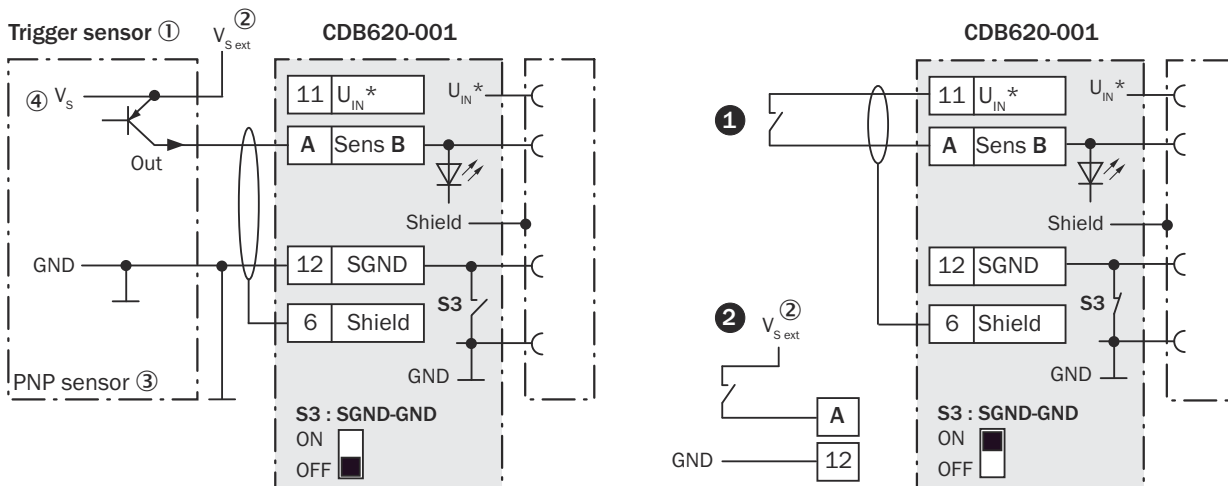 Trigger sensor ①
V S ext ②
CDB620-001
④ V S
11 U IN *
U IN *
A Sens B
Out
Shield
GND
12 SGND
S3
6 Shield
GND
PNP sensor ③
S3 : SGND-GND
ON
OFF
CDB620-001
❶
11 U IN *
U IN *
A Sens B
Shield
12 SGND
S3
❷ V S ext ②
6 Shield
GND
A
GND
12
S3 : SGND-GND
ON
OFF